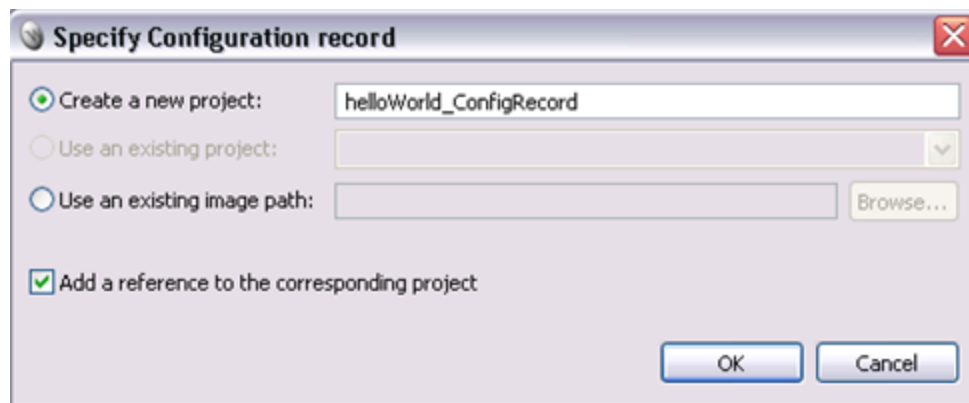 Specify Configuration record
Create a new project: helloWorld_ConfigRecord
Use an existing project:
Use an existing image path: Browse...
Add a reference to the corresponding project
OK Cancel